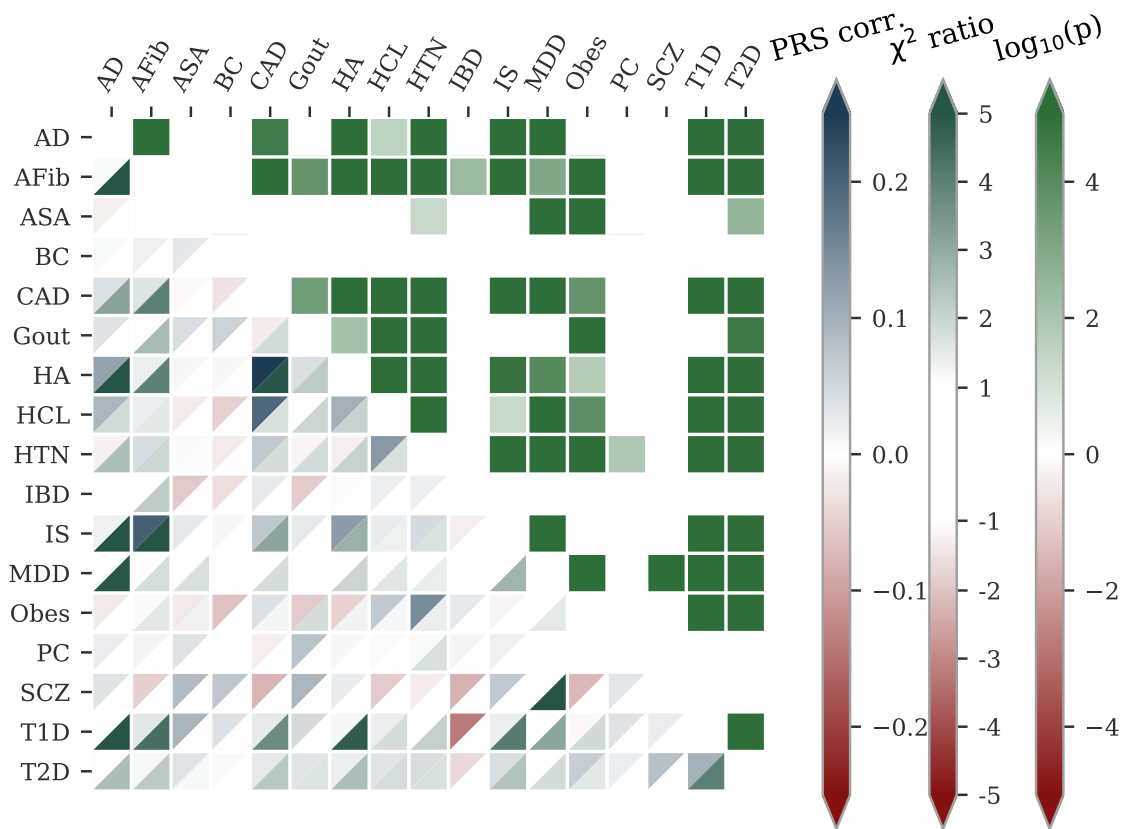 AD AFib ASA BC CAD Gout HA HCL HTN IBD IS MDD Obes PC SCZ T1D T2D
PRS corr. χ² ratio log₁₀(p)
AD
AFib
ASA
BC
CAD
Gout
HA
HCL
HTN
IBD
IS
MDD
Obes
PC
SCZ
T1D
T2D
0.2
0.1
0.0
−0.1
−0.2
5
4
3
2
1
-1
-2
-3
-4
-5
4
2
0
−2
−4